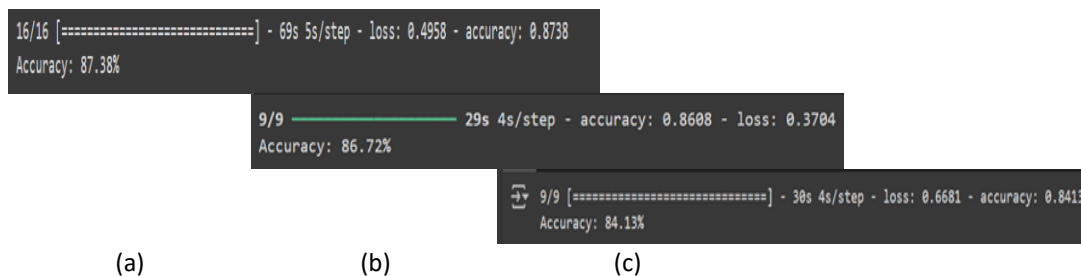 16/16 [==============================] - 69s 5s/step - loss: 0.4958 - accuracy: 0.8738
Accuracy: 87.38%
9/9 ━━━━━━━━━━━━━━━━━━━━ 29s 4s/step - accuracy: 0.8608 - loss: 0.3704
Accuracy: 86.72%
9/9 [==============================] - 30s 4s/step - loss: 0.6681 - accuracy: 0.8413
Accuracy: 84.13%
(a) (b) (c)